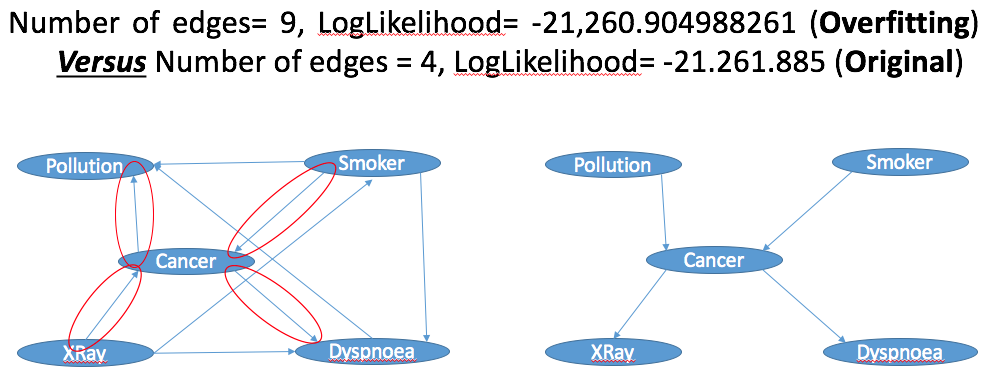 Number of edges= 9, LogLikelihood= -21,260.904988261 (Overfitting)
Versus Number of edges = 4, LogLikelihood= -21.261.885 (Original)
Pollution
Smoker
Pollution
Smoker
Cancer
Cancer
XRay
Dyspnoea
XRay
Dyspnoea